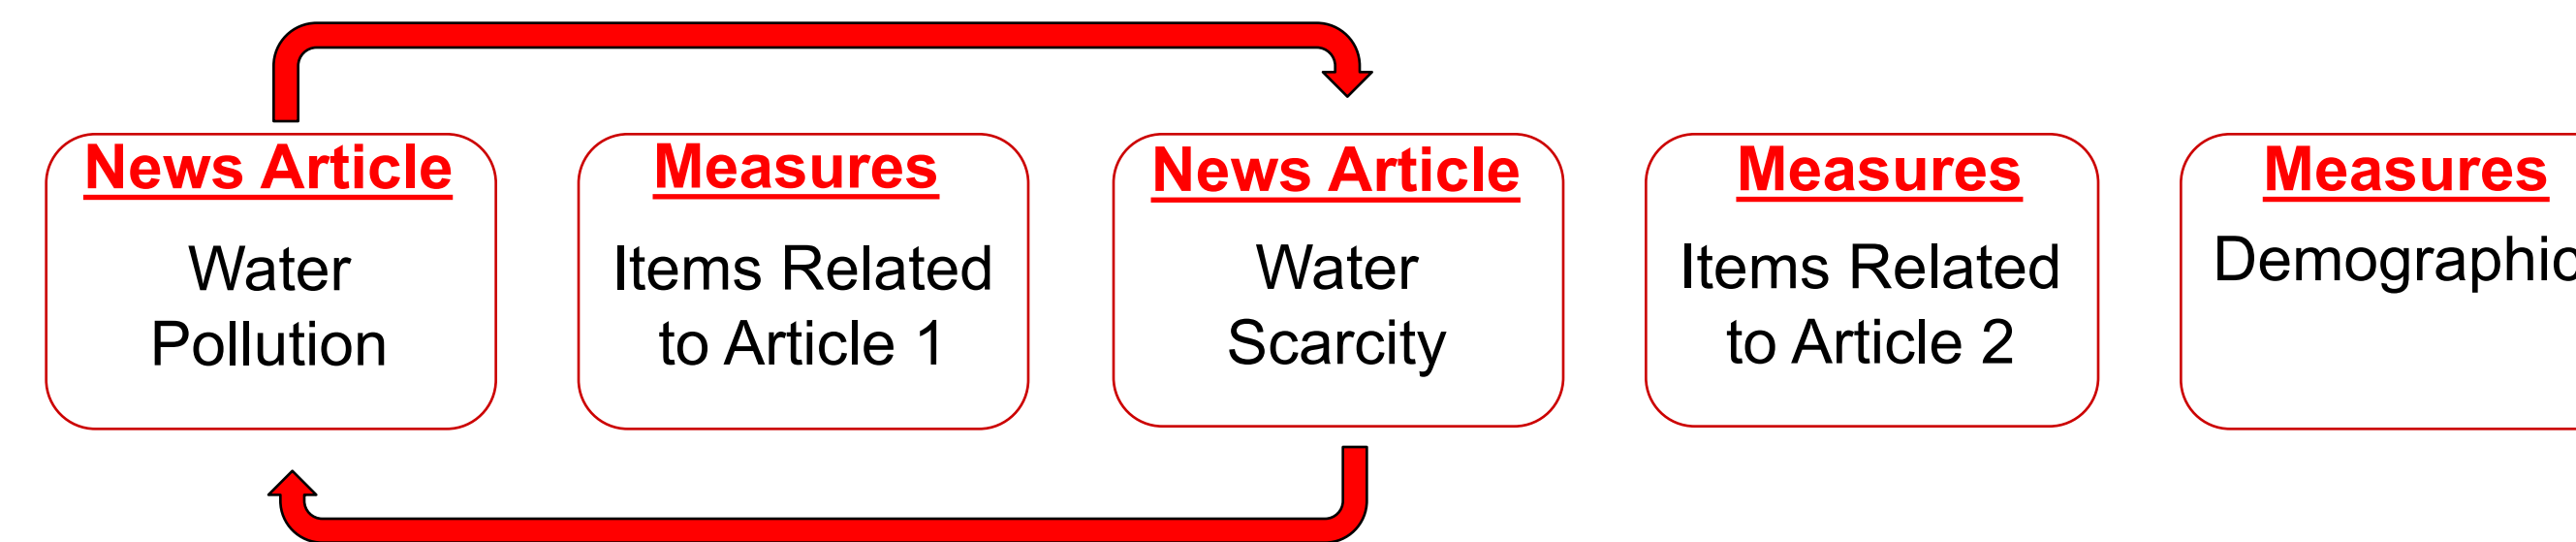 News Article
Water
Pollution
Measures
Items Related
to Article 1
News Article
Water
Scarcity
Measures
Items Related
to Article 2
Measures
Demographic